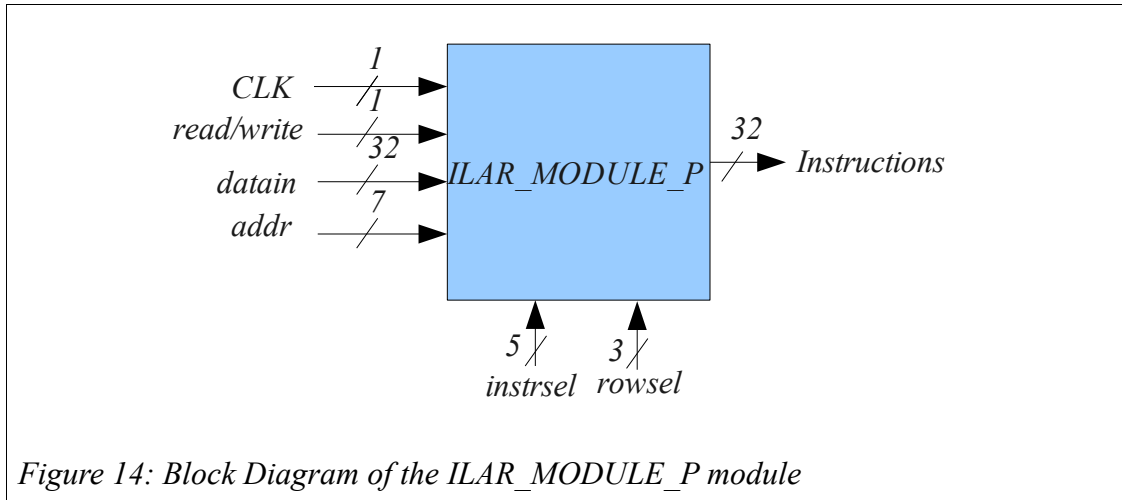 1
CLK
1
read/write
32
datain
7
addr
ILAR_MODULE_P
32
Instructions
5
instrsel
3
rowsel
Figure 14: Block Diagram of the ILAR_MODULE_P module